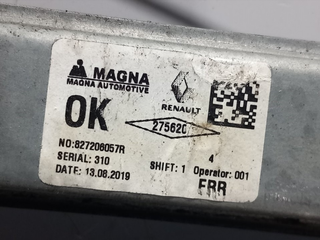 MAGNA
MAGNA AUTOMOTIVE
RENAULT
OK
275620
NO:827206057R
SERIAL: 310
SHIFT: 1
4
Operator: 001
DATE: 13.08.2019
FRR